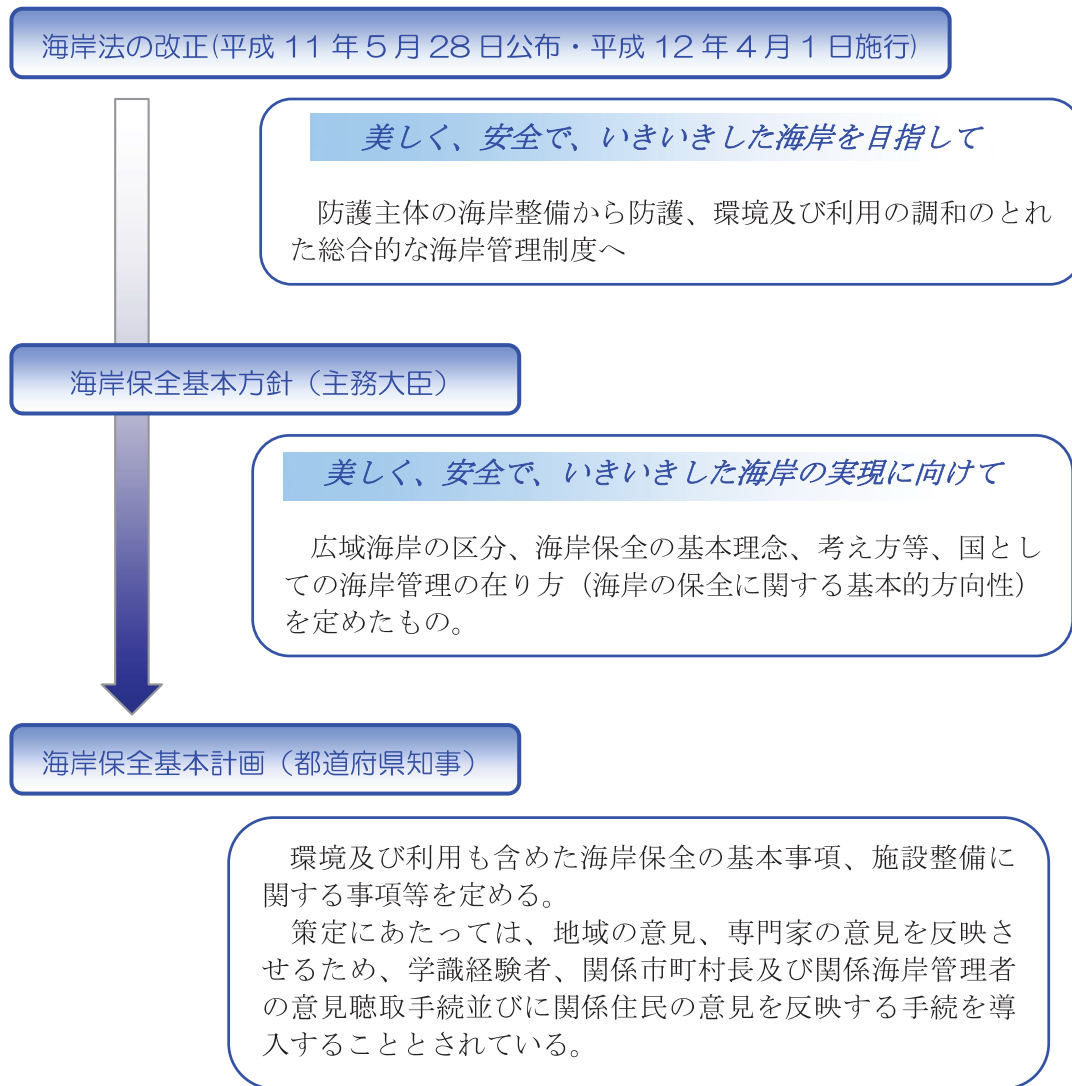 海岸法の改正(平成 11 年 5 月 28 日公布・平成 12 年 4 月 1 日施行)
美しく、安全で、いきいきした海岸を目指して
防護主体の海岸整備から防護、環境及び利用の調和のとれ
た総合的な海岸管理制度へ
海岸保全基本方針（主務大臣）
美しく、安全で、いきいきした海岸の実現に向けて
広域海岸の区分、海岸保全の基本理念、考え方等、国とし
ての海岸管理の在り方（海岸の保全に関する基本的方向性）
を定めたもの。
海岸保全基本計画（都道府県知事）
環境及び利用も含めた海岸保全の基本事項、施設整備に
関する事項等を定める。
策定にあたっては、地域の意見、専門家の意見を反映さ
せるため、学識経験者、関係市町村長及び関係海岸管理者
の意見聴取手続並びに関係住民の意見を反映する手続を導
入することとされている。